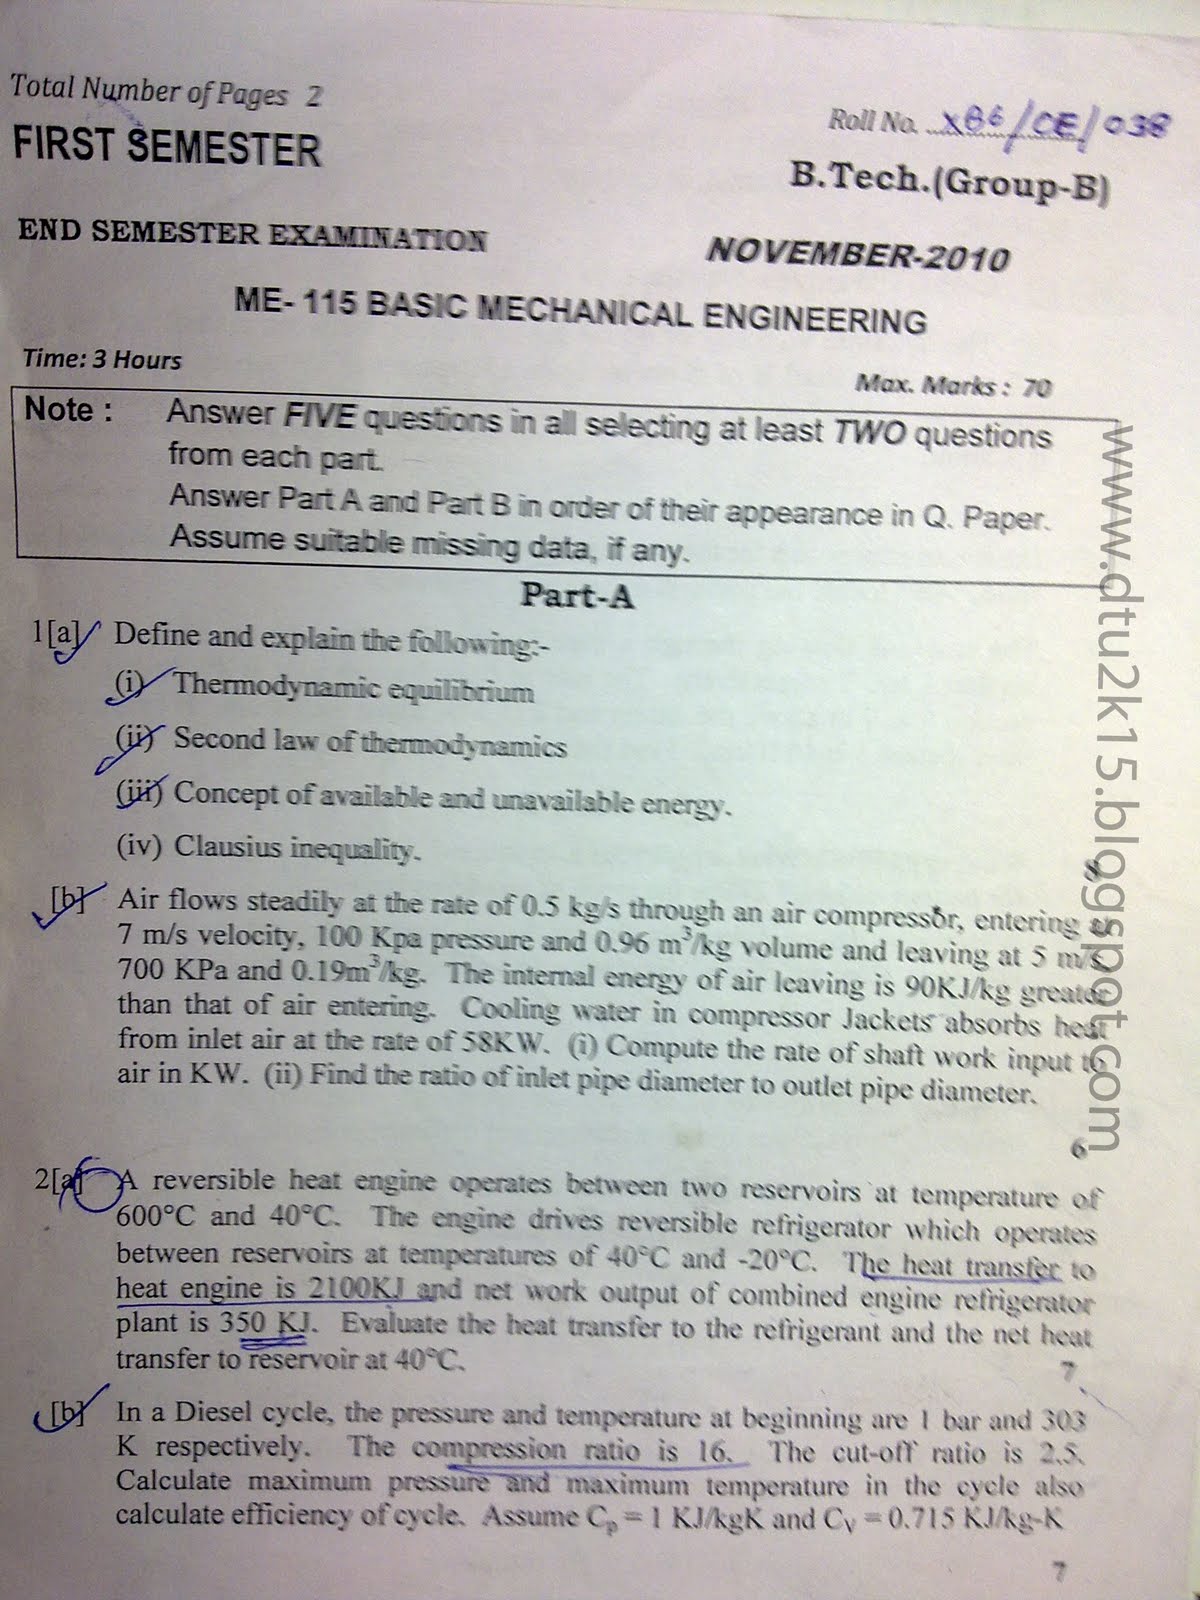 Total Number of Pages 2
Roll No. XB6/CE/038
FIRST SEMESTER
B.Tech.(Group-B)
END SEMESTER EXAMINATION
NOVEMBER-2010
ME- 115 BASIC MECHANICAL ENGINEERING
Time: 3 Hours
Max. Marks : 70
Note : Answer FIVE questions in all selecting at least TWO questions
from each part.
Answer Part A and Part B in order of their appearance in Q. Paper.
Assume suitable missing data, if any.
Part-A
1[a] Define and explain the following:-
(i) Thermodynamic equilibrium
(ii) Second law of thermodynamics
(iii) Concept of available and unavailable energy.
(iv) Clausius inequality.
[b] Air flows steadily at the rate of 0.5 kg/s through an air compressor, entering at
7 m/s velocity, 100 Kpa pressure and 0.96 m³/kg volume and leaving at 5 m/s,
700 KPa and 0.19m³/kg. The internal energy of air leaving is 90KJ/kg greater
than that of air entering. Cooling water in compressor Jackets absorbs heat
from inlet air at the rate of 58KW. (i) Compute the rate of shaft work input to
air in KW. (ii) Find the ratio of inlet pipe diameter to outlet pipe diameter.
6
2[a] A reversible heat engine operates between two reservoirs at temperature of
600°C and 40°C. The engine drives reversible refrigerator which operates
between reservoirs at temperatures of 40°C and -20°C. The heat transfer to
heat engine is 2100KJ and net work output of combined engine refrigerator
plant is 350 KJ. Evaluate the heat transfer to the refrigerant and the net heat
transfer to reservoir at 40°C.
7
[b] In a Diesel cycle, the pressure and temperature at beginning are 1 bar and 303
K respectively. The compression ratio is 16. The cut-off ratio is 2.5.
Calculate maximum pressure and maximum temperature in the cycle also
calculate efficiency of cycle. Assume Cp = 1 KJ/kgK and CV = 0.715 KJ/kg-K
7
www.dtu2k15.blogspot.com